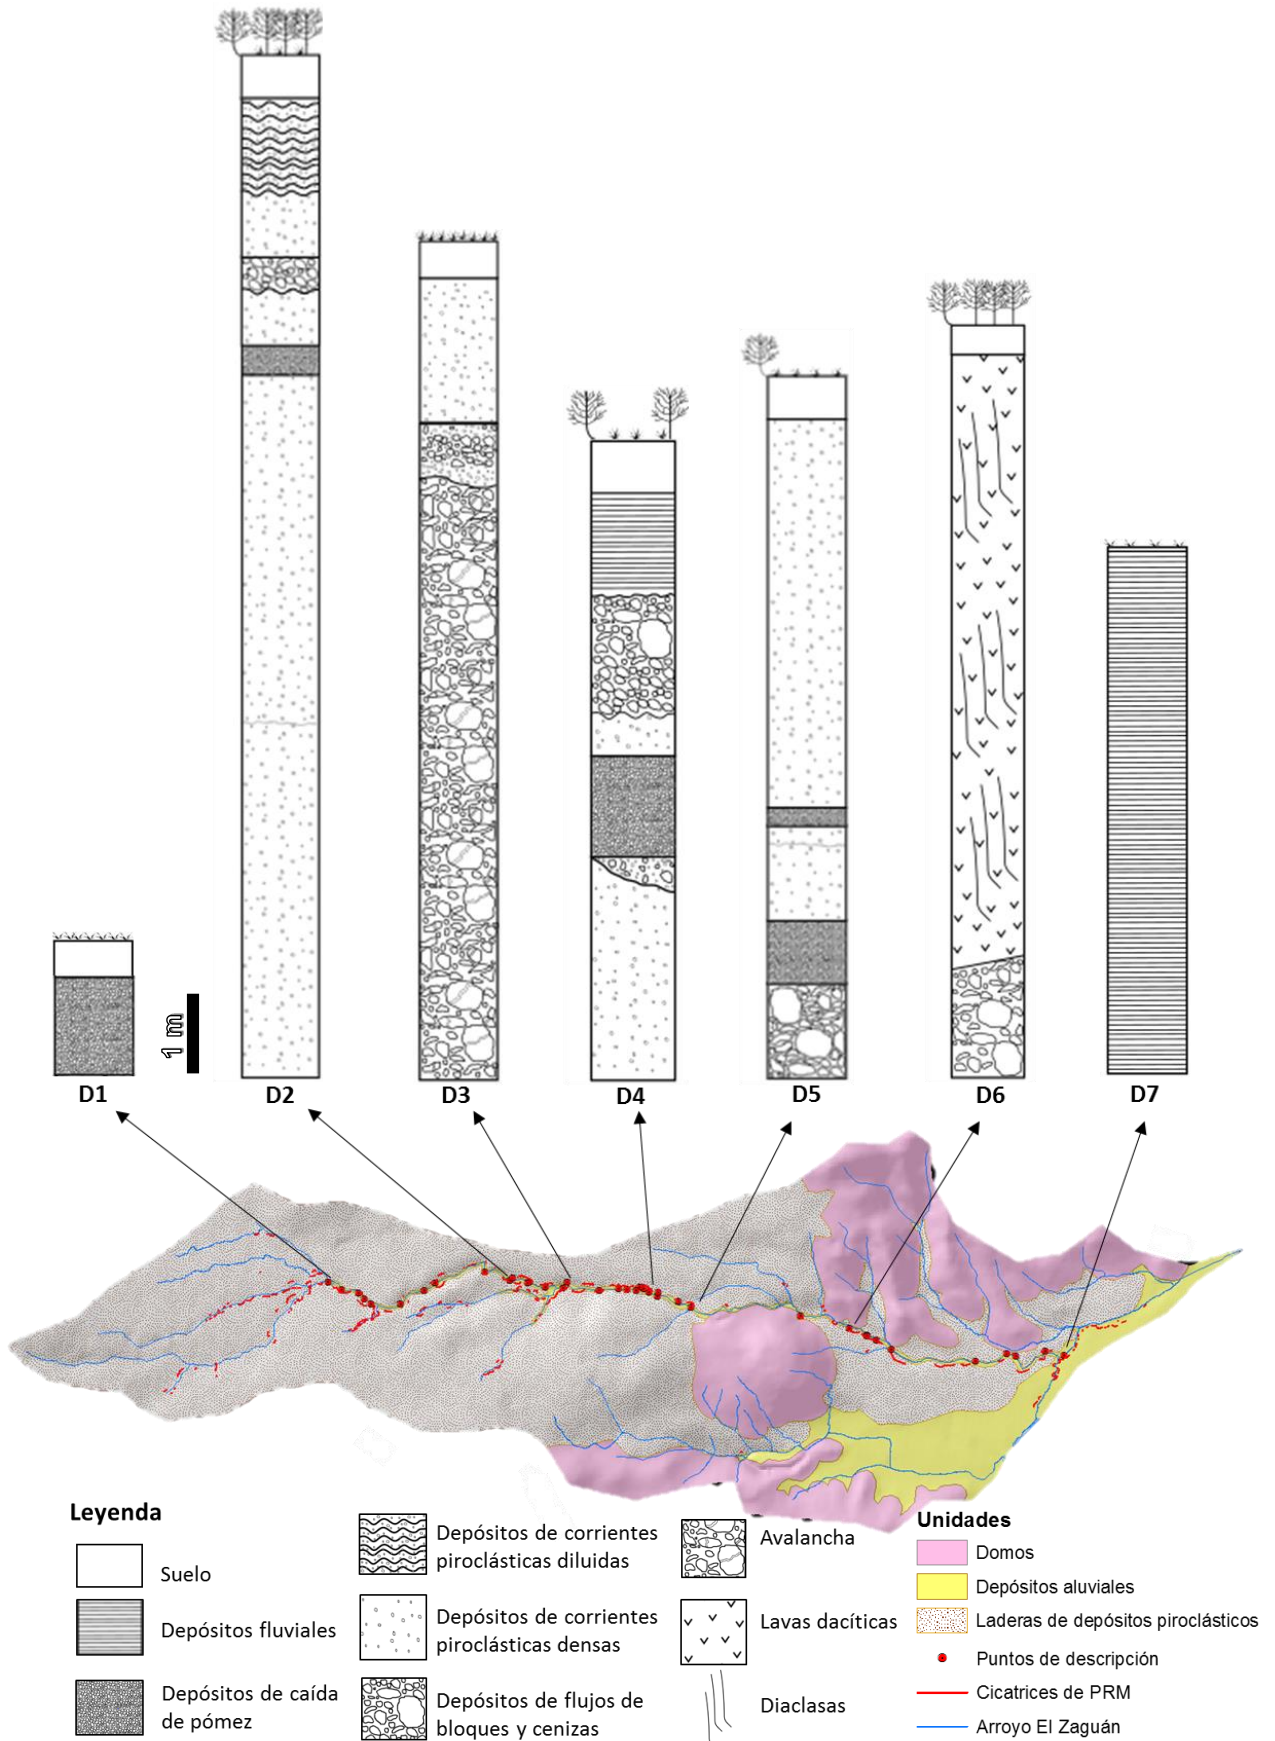 1 m
D1
D2
D3
D4
D5
D6
D7
Leyenda
Suelo
Depósitos fluviales
Depósitos de caída
de pómez
Depósitos de corrientes
piroclásticas diluidas
Depósitos de corrientes
piroclásticas densas
Depósitos de flujos de
bloques y cenizas
Avalancha
Lavas dacíticas
Diaclasas
Unidades
Domos
Depósitos aluviales
Laderas de depósitos piroclásticos
Puntos de descripción
Cicatrices de PRM
Arroyo El Zaguán